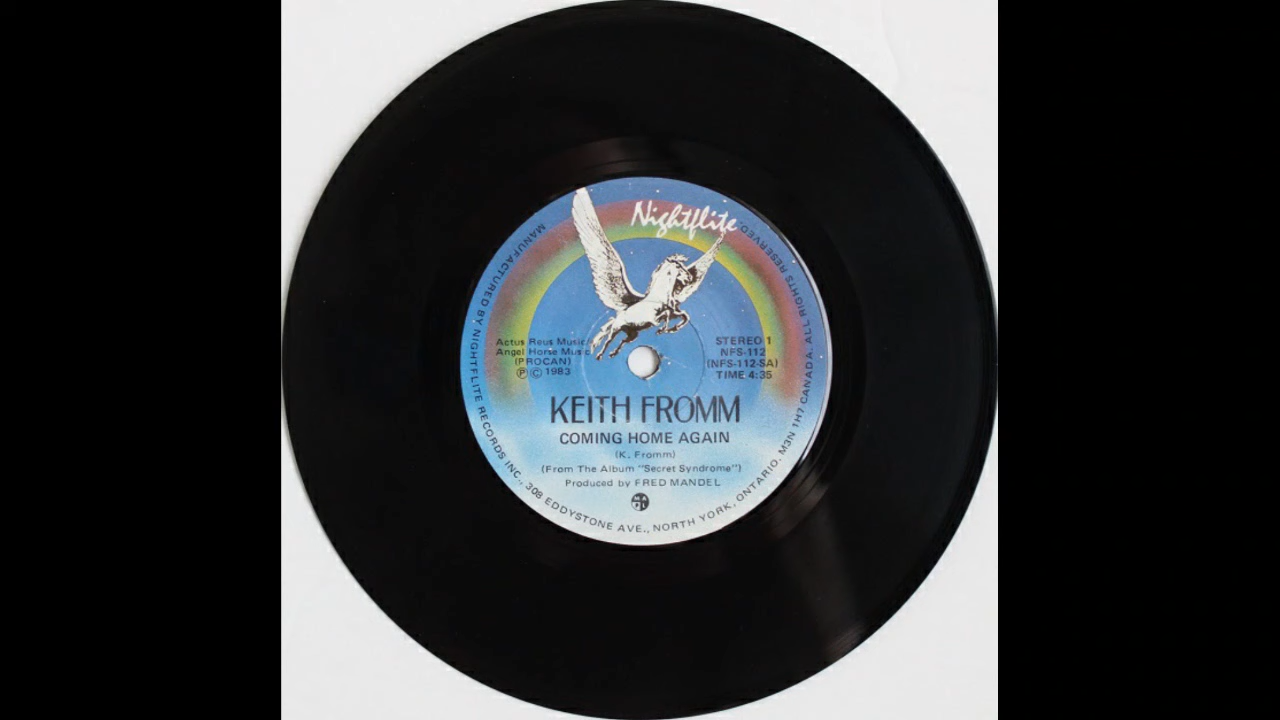 Nightflite
Actus Reus Music
Angel Horse Music
(PROCAN)
Ⓟ © 1983
STEREO 1
NFS-112
(NFS-112-SA)
TIME 4:35
KEITH FROMM
COMING HOME AGAIN
(K. Fromm)
(From The Album "Secret Syndrome")
Produced by FRED MANDEL
MAPL
MANUFACTURED BY NIGHTFLITE RECORDS INC., 308 EDDYSTONE AVE., NORTH YORK, ONTARIO. M3N 1H7 CANADA. ALL RIGHTS RESERVED.